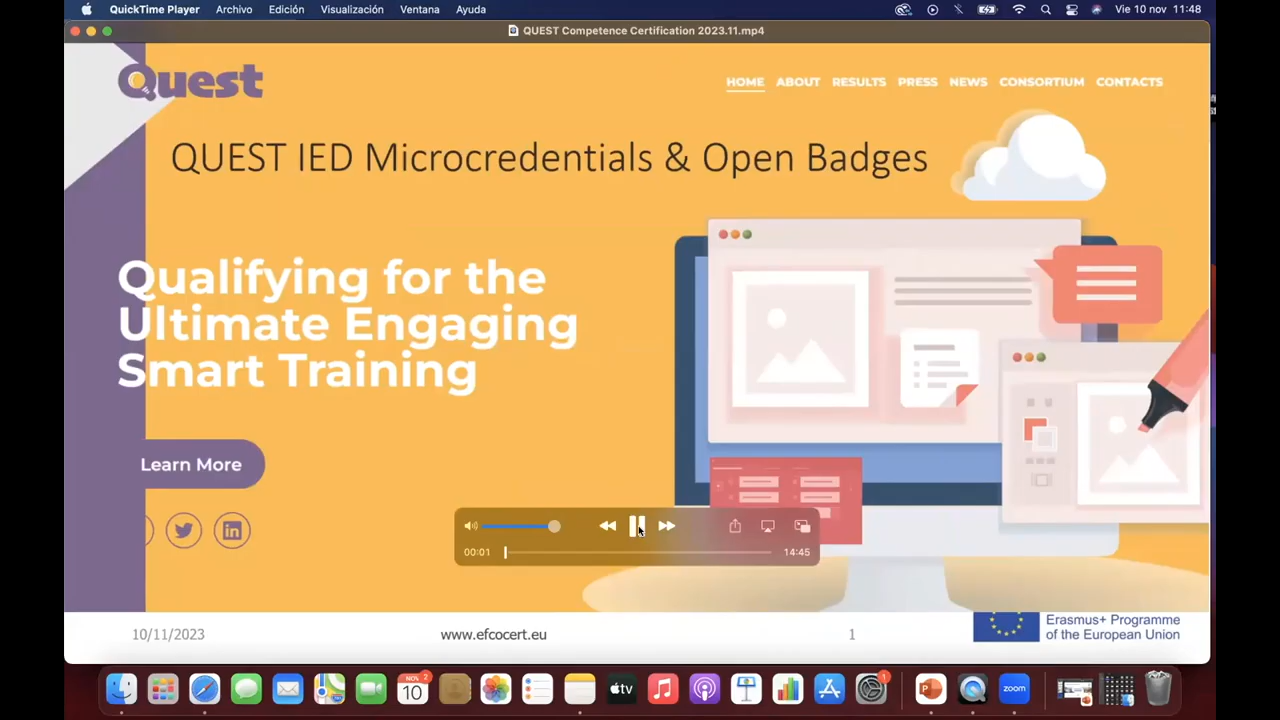 QuickTime Player Archivo Edición Visualización Ventana Ayuda Vie 10 nov 11:48
QUEST Competence Certification 2023.11.mp4
Quest
HOME ABOUT RESULTS PRESS NEWS CONSORTIUM CONTACTS
QUEST IED Microcredentials & Open Badges
Qualifying for the
Ultimate Engaging
Smart Training
Learn More
00:01 14:45
10/11/2023 www.efcocert.eu 1
Erasmus+ Programme
of the European Union
NOV 2
10
tv
1
zoom